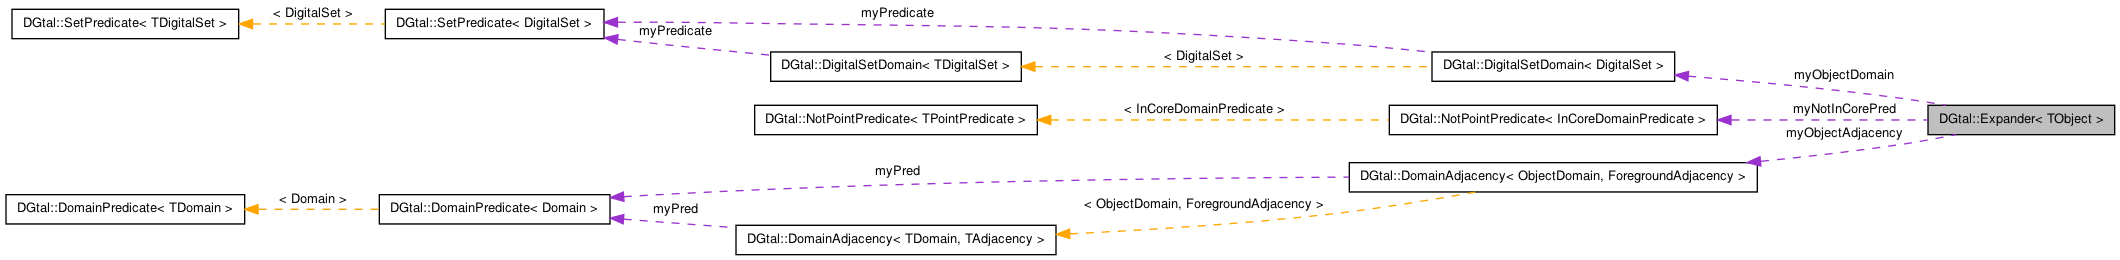 DGtal::SetPredicate< TDigitalSet >
< DigitalSet >
DGtal::SetPredicate< DigitalSet >
myPredicate
myPredicate
DGtal::DigitalSetDomain< TDigitalSet >
< DigitalSet >
DGtal::DigitalSetDomain< DigitalSet >
myObjectDomain
DGtal::NotPointPredicate< TPointPredicate >
< InCoreDomainPredicate >
DGtal::NotPointPredicate< InCoreDomainPredicate >
myNotInCorePred
DGtal::Expander< TObject >
myObjectAdjacency
myPred
DGtal::DomainAdjacency< ObjectDomain, ForegroundAdjacency >
DGtal::DomainPredicate< TDomain >
< Domain >
DGtal::DomainPredicate< Domain >
myPred
< ObjectDomain, ForegroundAdjacency >
DGtal::DomainAdjacency< TDomain, TAdjacency >